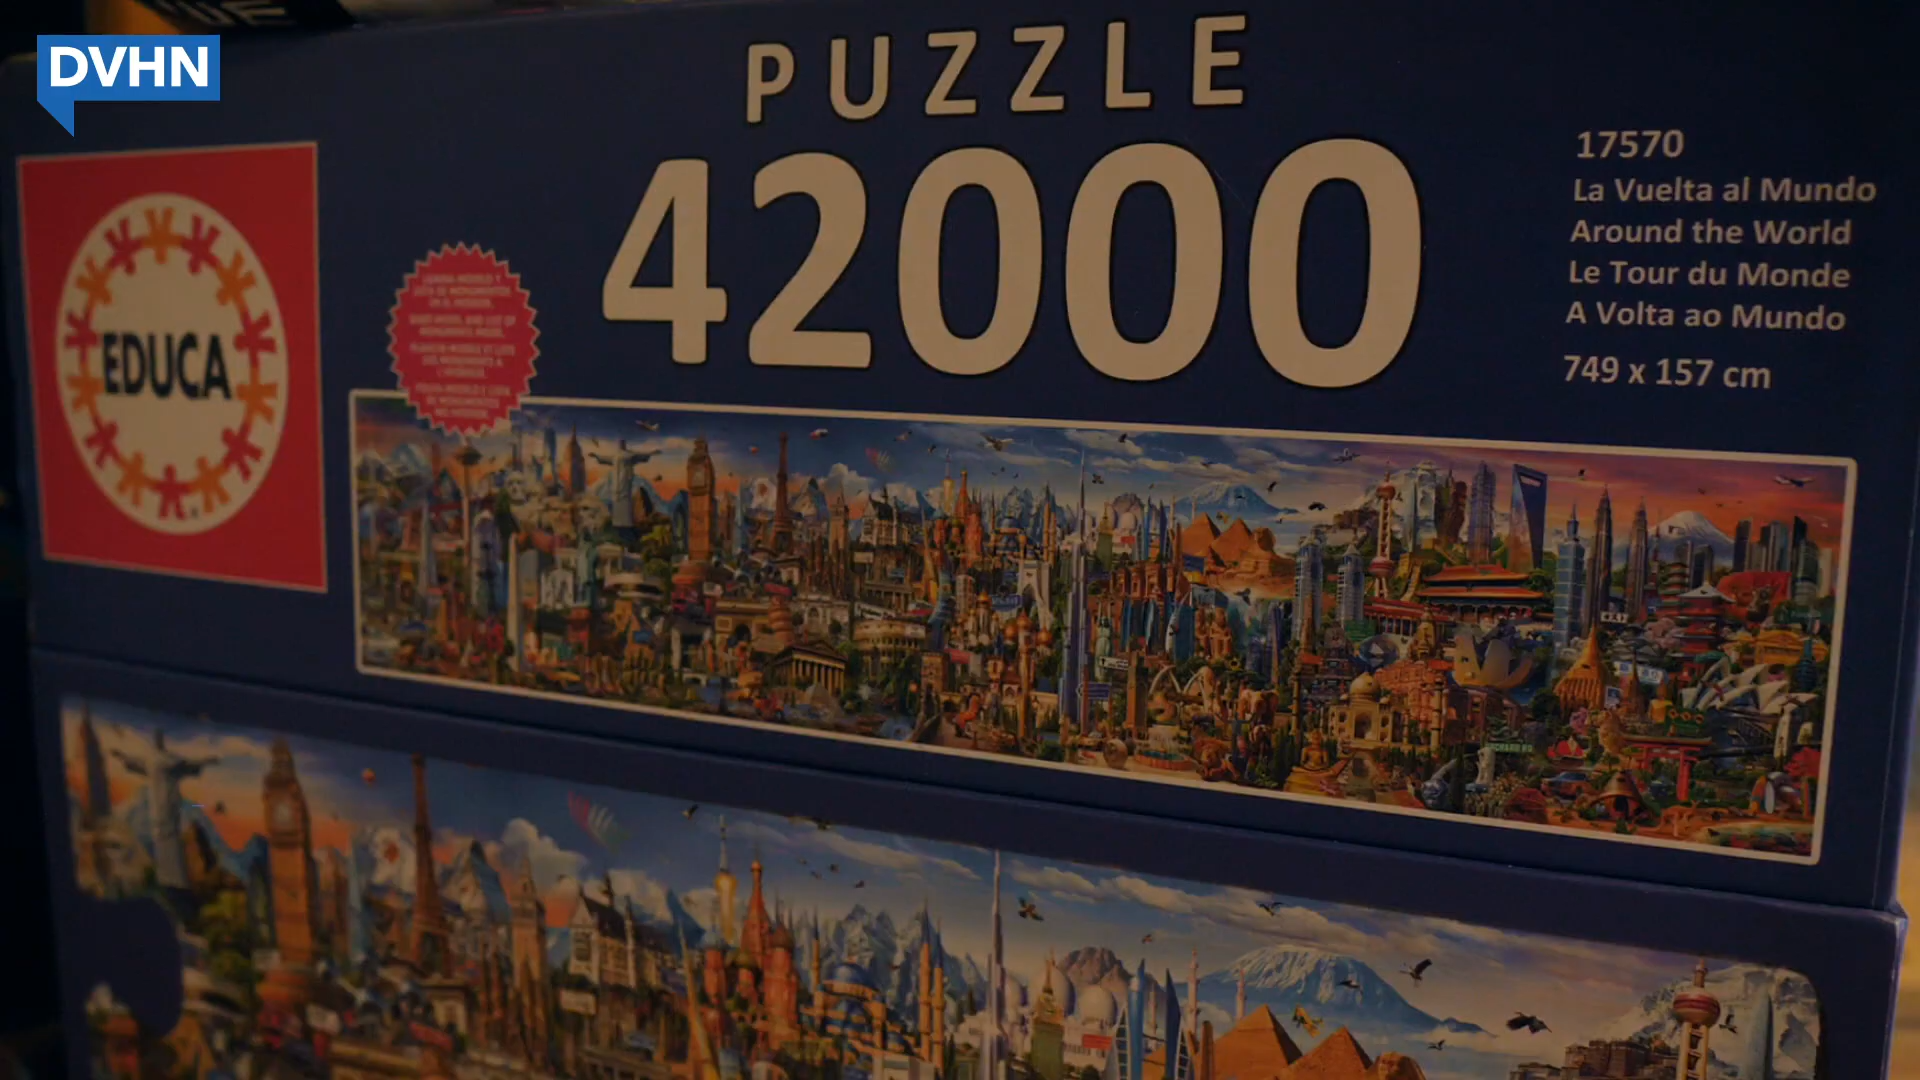 DVHN
PUZZLE
42000
EDUCA
17570
La Vuelta al Mundo
Around the World
Le Tour du Monde
A Volta ao Mundo
749 x 157 cm